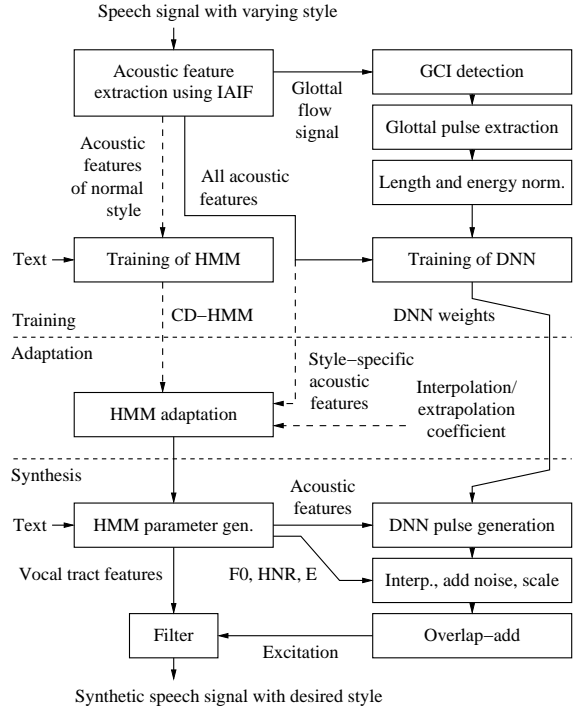 Speech signal with varying style
Acoustic feature
extraction using IAIF
GCI detection
Glottal
flow
signal
Glottal pulse extraction
Acoustic
features
of normal
style
All acoustic
features
Length and energy norm.
Text
Training of HMM
Training of DNN
CD−HMM
DNN weights
Training
Adaptation
Style−specific
acoustic
features
Interpolation/
extrapolation
coefficient
HMM adaptation
Synthesis
Acoustic
features
Text
HMM parameter gen.
DNN pulse generation
Vocal tract features
F0, HNR, E
Interp., add noise, scale
Filter
Excitation
Overlap−add
Synthetic speech signal with desired style